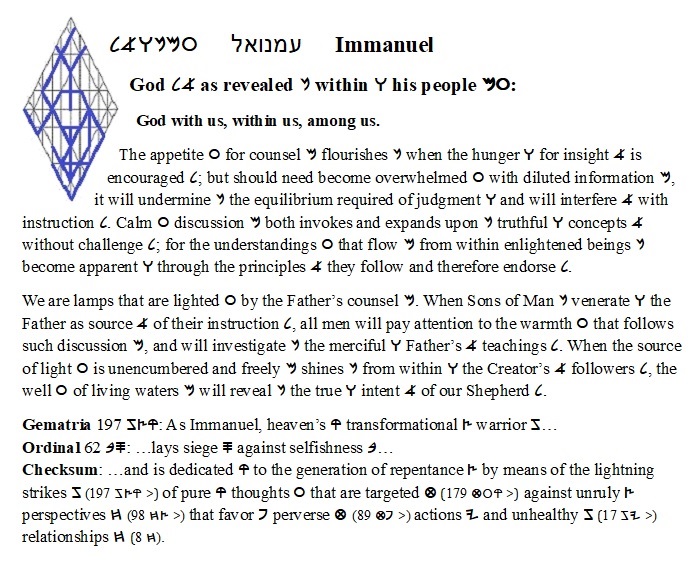 𐤏𐤌𐤍𐤅𐤀𐤋 עמנואל Immanuel
God 𐤀𐤋 as revealed 𐤍 within 𐤅 his people 𐤏𐤌:
God with us, within us, among us.
The appetite 𐤏 for counsel 𐤌 flourishes 𐤍 when the hunger 𐤅 for insight 𐤀 is
encouraged 𐤋; but should need become overwhelmed 𐤏 with diluted information 𐤌,
it will undermine 𐤍 the equilibrium required of judgment 𐤅 and will interfere 𐤀 with
instruction 𐤋. Calm 𐤏 discussion 𐤌 both invokes and expands upon 𐤍 truthful 𐤅 concepts 𐤀
without challenge 𐤋; for the understandings 𐤏 that flow 𐤌 from within enlightened beings 𐤍
become apparent 𐤅 through the principles 𐤀 they follow and therefore endorse 𐤋.
We are lamps that are lighted 𐤏 by the Father’s counsel 𐤌. When Sons of Man 𐤍 venerate 𐤅 the
Father as source 𐤀 of their instruction 𐤋, all men will pay attention to the warmth 𐤏 that follows
such discussion 𐤌, and will investigate 𐤍 the merciful 𐤅 Father’s 𐤀 teachings 𐤋. When the source
of light 𐤏 is unencumbered and freely 𐤌 shines 𐤍 from within 𐤅 the Creator’s 𐤀 followers 𐤋, the
well 𐤏 of living waters 𐤌 will reveal 𐤍 the true 𐤅 intent 𐤀 of our Shepherd 𐤋.
Gematria 197 𐤒𐤑𐤆: As Immanuel, heaven’s 𐤒 transformational 𐤑 warrior 𐤆…
Ordinal 62 𐤎𐤁: …lays siege 𐤎 against selfishness 𐤁…
Checksum: …and is dedicated 𐤒 to the generation of repentance 𐤑 by means of the lightning
strikes 𐤆 (197 𐤒𐤑𐤆 >) of pure 𐤒 thoughts 𐤏 that are targeted 𐤈 (179 𐤒𐤏𐤈 >) against unruly 𐤑
perspectives 𐤇 (98 𐤑𐤇 >) that favor 𐤐 perverse 𐤈 (89 𐤐𐤈 >) actions 𐤉 and unhealthy 𐤆 (17 𐤉𐤆 >)
relationships 𐤇 (8 𐤇).